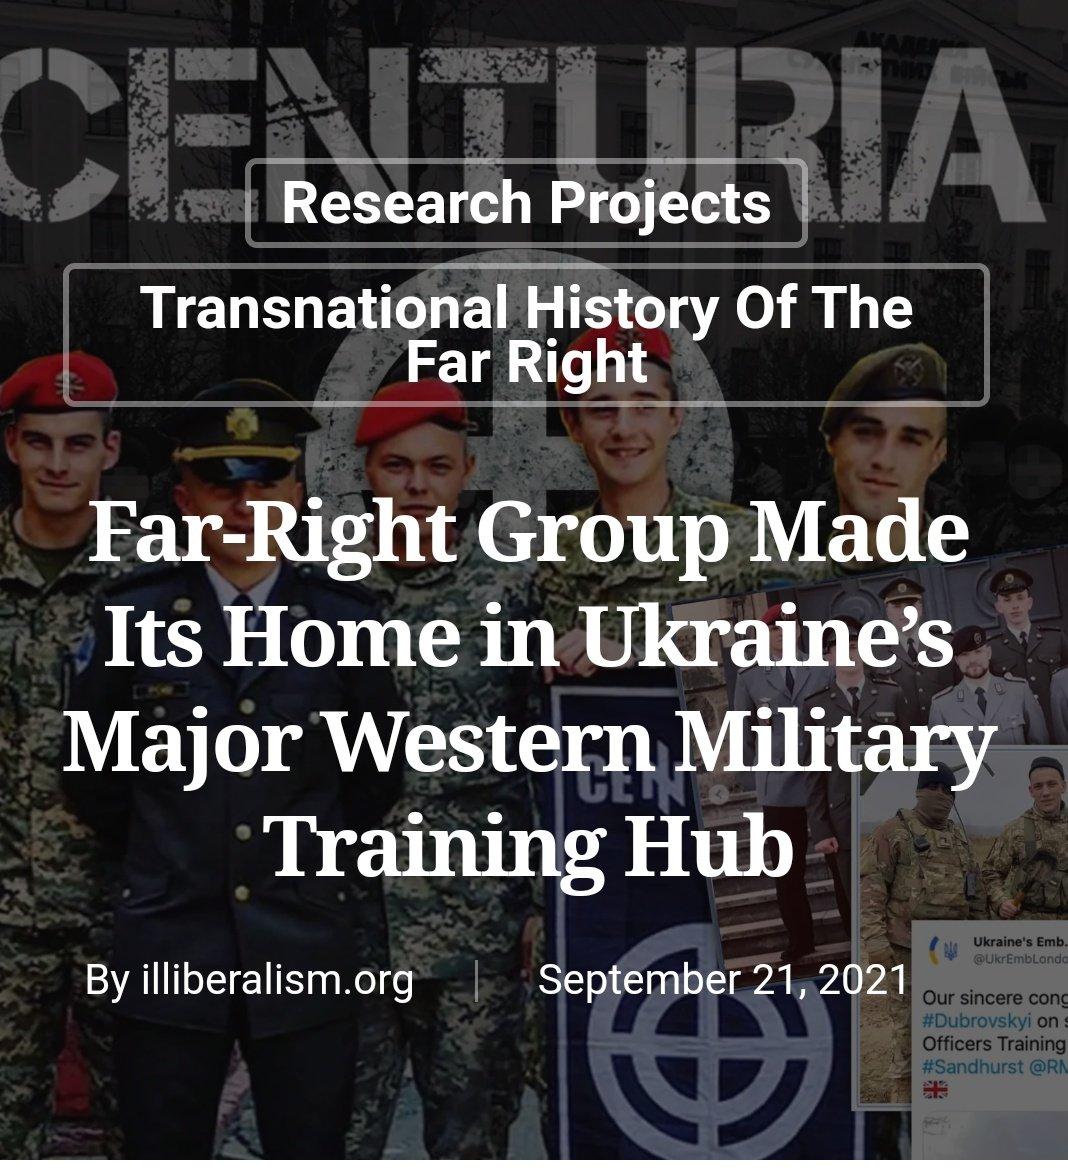 CENTURIA
АКАДЕМІЯ
Research Projects
Transnational History Of The
Far Right
Far-Right Group Made
Its Home in Ukraine’s
Major Western Military
Training Hub
CEN
By illiberalism.org
September 21, 2021
Ukraine's Emb.
@UkrEmbLondo
Our sincere cong
#Dubrovskyi on s
Officers Training
#Sandhurst @RM